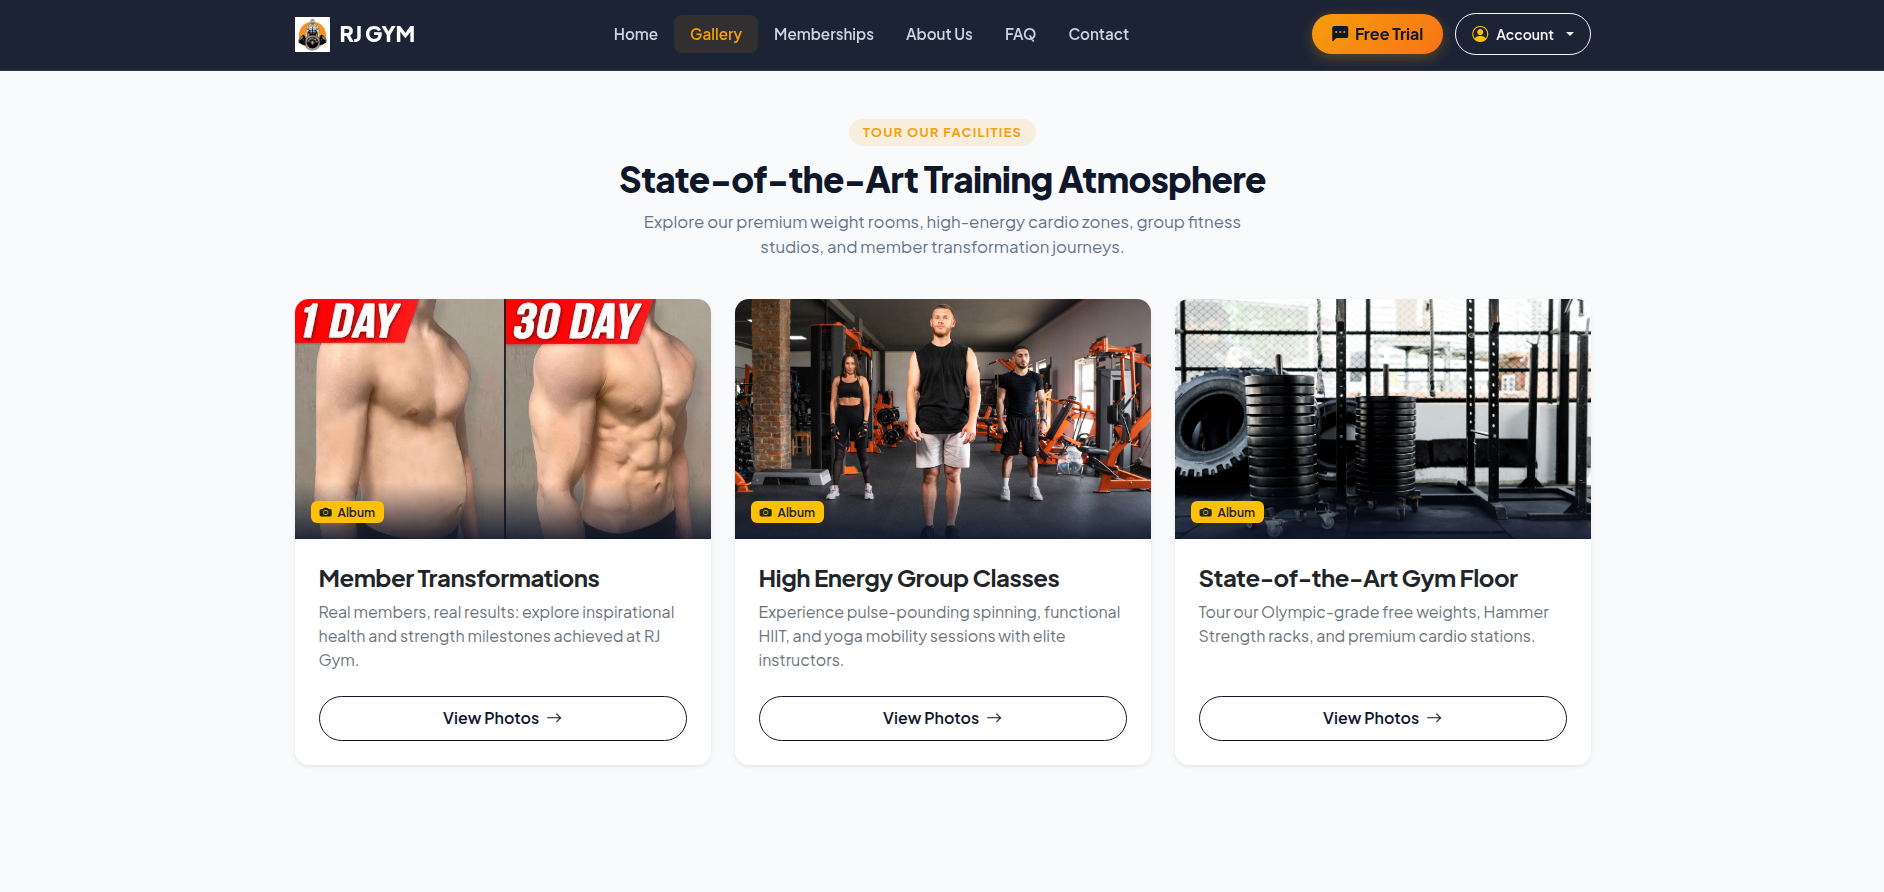 RJ GYM
Home
Gallery
Memberships
About Us
FAQ
Contact
Free Trial
Account
TOUR OUR FACILITIES
State-of-the-Art Training Atmosphere
Explore our premium weight rooms, high-energy cardio zones, group fitness
studios, and member transformation journeys.
1 DAY
30 DAY
Album
Member Transformations
Real members, real results: explore inspirational
health and strength milestones achieved at RJ
Gym.
View Photos
Album
High Energy Group Classes
Experience pulse-pounding spinning, functional
HIIT, and yoga mobility sessions with elite
instructors.
View Photos
Album
State-of-the-Art Gym Floor
Tour our Olympic-grade free weights, Hammer
Strength racks, and premium cardio stations.
View Photos